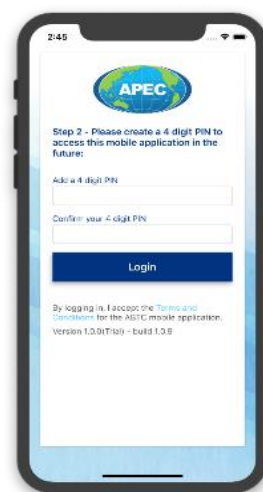 2:45
APEC
Step 2 - Please create a 4 digit PIN to
access this mobile application in the
future:
Add a 4 digit PIN
Confirm your 4 digit PIN
Login
By logging in, I accept the Terms and
Conditions for the ABTC mobile application.
Version 1.0.0(Trial) - build 1.0.9